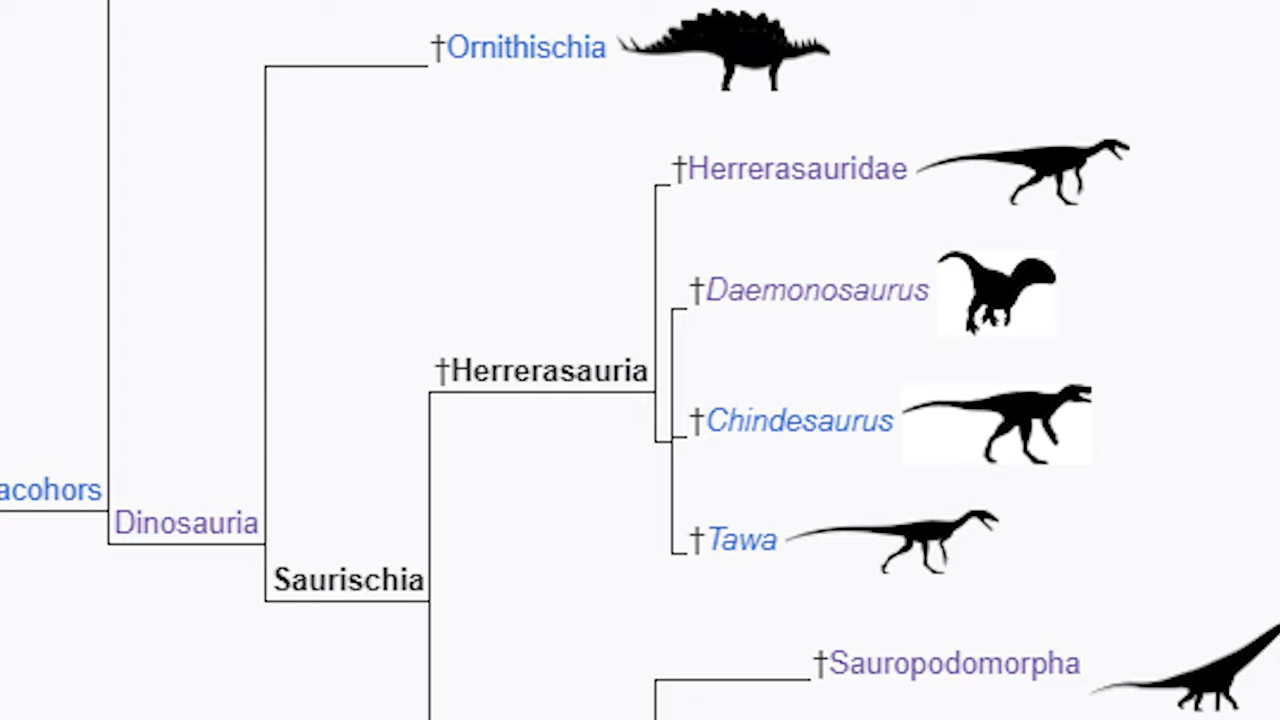 †Ornithischia
†Herrerasauridae
†Daemonosaurus
†Herrerasauria
†Chindesaurus
acohors
Dinosauria
†Tawa
Saurischia
†Sauropodomorpha